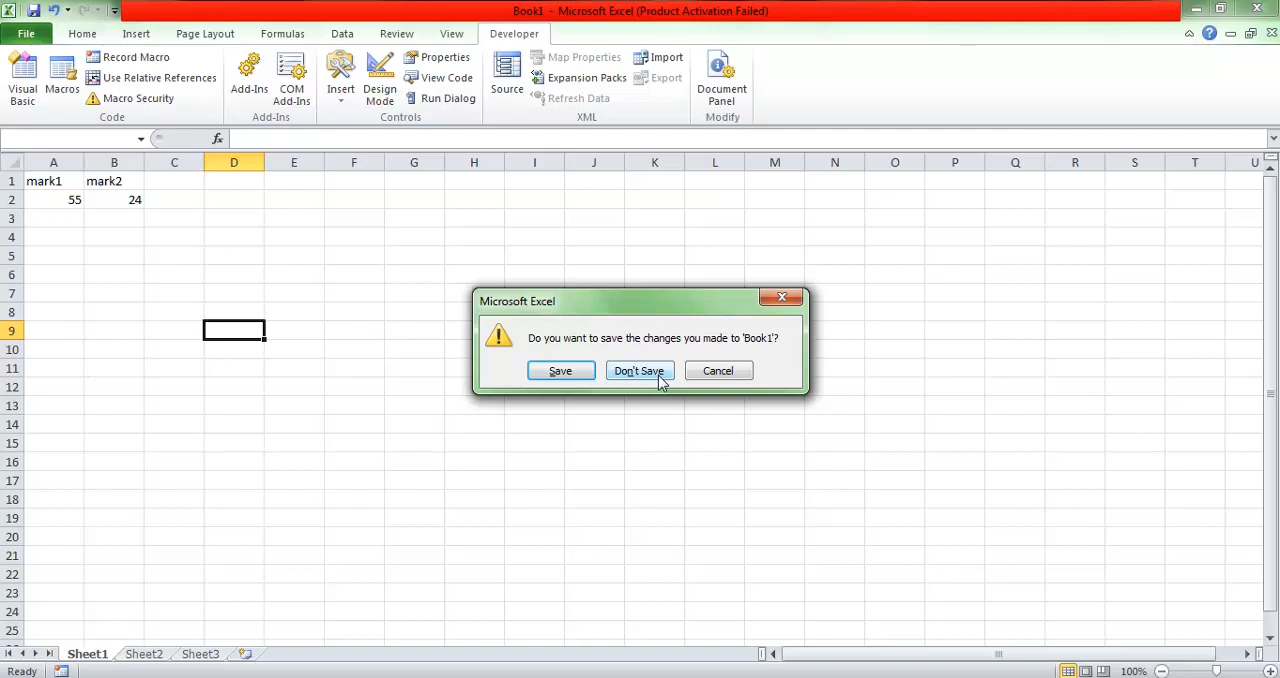 Book1 - Microsoft Excel (Product Activation Failed)
File Home Insert Page Layout Formulas Data Review View Developer
Visual Basic
Macros
Record Macro
Use Relative References
Macro Security
Code
Add-Ins
COM Add-Ins
Add-Ins
Insert
Design Mode
Properties
View Code
Run Dialog
Controls
Source
Map Properties
Expansion Packs
Refresh Data
Import
Export
XML
Document Panel
Modify
fx
A B C D E F G H I J K L M N O P Q R S T U
1 mark1 mark2
2 55 24
3
4
5
6
7
8
9
10
11
12
13
14
15
16
17
18
19
20
21
22
23
24
25
Microsoft Excel
Do you want to save the changes you made to 'Book1'?
Save Don't Save Cancel
Sheet1 Sheet2 Sheet3
Ready 100%